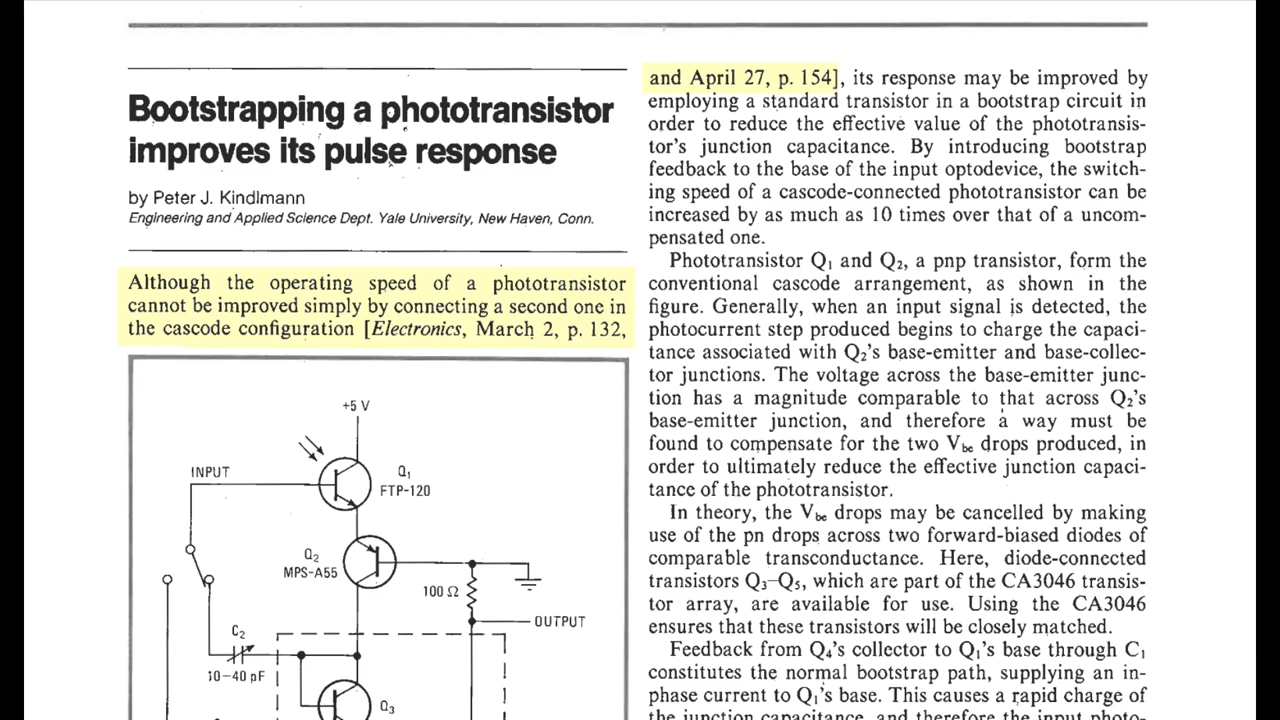 Bootstrapping a phototransistor
improves its pulse response
by Peter J. Kindlmann
Engineering and Applied Science Dept. Yale University, New Haven, Conn.
Although the operating speed of a phototransistor
cannot be improved simply by connecting a second one in
the cascode configuration [Electronics, March 2, p. 132,
+5 V
INPUT
Q1
FTP-120
Q2
MPS-A55
100 Ω
OUTPUT
C2
10–40 pF
Q3
and April 27, p. 154], its response may be improved by
employing a standard transistor in a bootstrap circuit in
order to reduce the effective value of the phototransis-
tor's junction capacitance. By introducing bootstrap
feedback to the base of the input optodevice, the switch-
ing speed of a cascode-connected phototransistor can be
increased by as much as 10 times over that of a uncom-
pensated one.
Phototransistor Q1 and Q2, a pnp transistor, form the
conventional cascode arrangement, as shown in the
figure. Generally, when an input signal is detected, the
photocurrent step produced begins to charge the capaci-
tance associated with Q2's base-emitter and base-collec-
tor junctions. The voltage across the base-emitter junc-
tion has a magnitude comparable to that across Q2's
base-emitter junction, and therefore a way must be
found to compensate for the two Vbe drops produced, in
order to ultimately reduce the effective junction capaci-
tance of the phototransistor.
In theory, the Vbe drops may be cancelled by making
use of the pn drops across two forward-biased diodes of
comparable transconductance. Here, diode-connected
transistors Q3–Q5, which are part of the CA3046 transis-
tor array, are available for use. Using the CA3046
ensures that these transistors will be closely matched.
Feedback from Q4's collector to Q1's base through C1
constitutes the normal bootstrap path, supplying an in-
phase current to Q1's base. This causes a rapid charge of
the junction capacitance, and therefore the input photo-